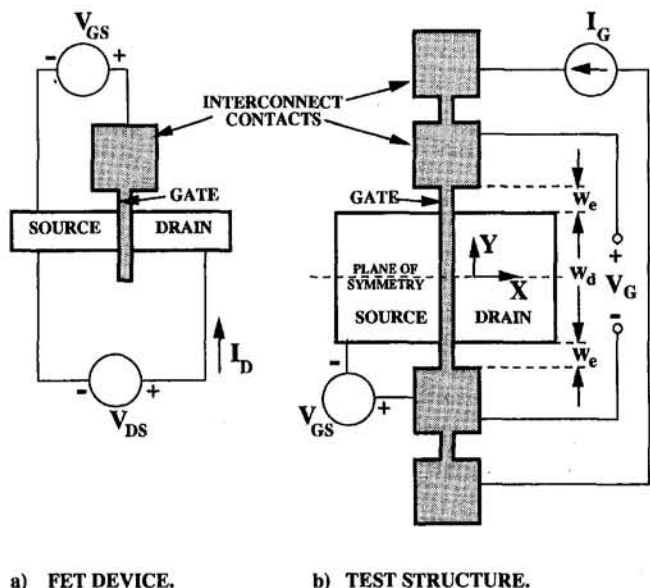 V_GS
- +
INTERCONNECT
CONTACTS
GATE
SOURCE DRAIN
I_D
- +
V_DS
I_G
GATE
W_e
Y
PLANE OF
SYMMETRY
X
W_d
+
V_G
-
SOURCE DRAIN
W_e
-
V_GS
+
a) FET DEVICE.
b) TEST STRUCTURE.